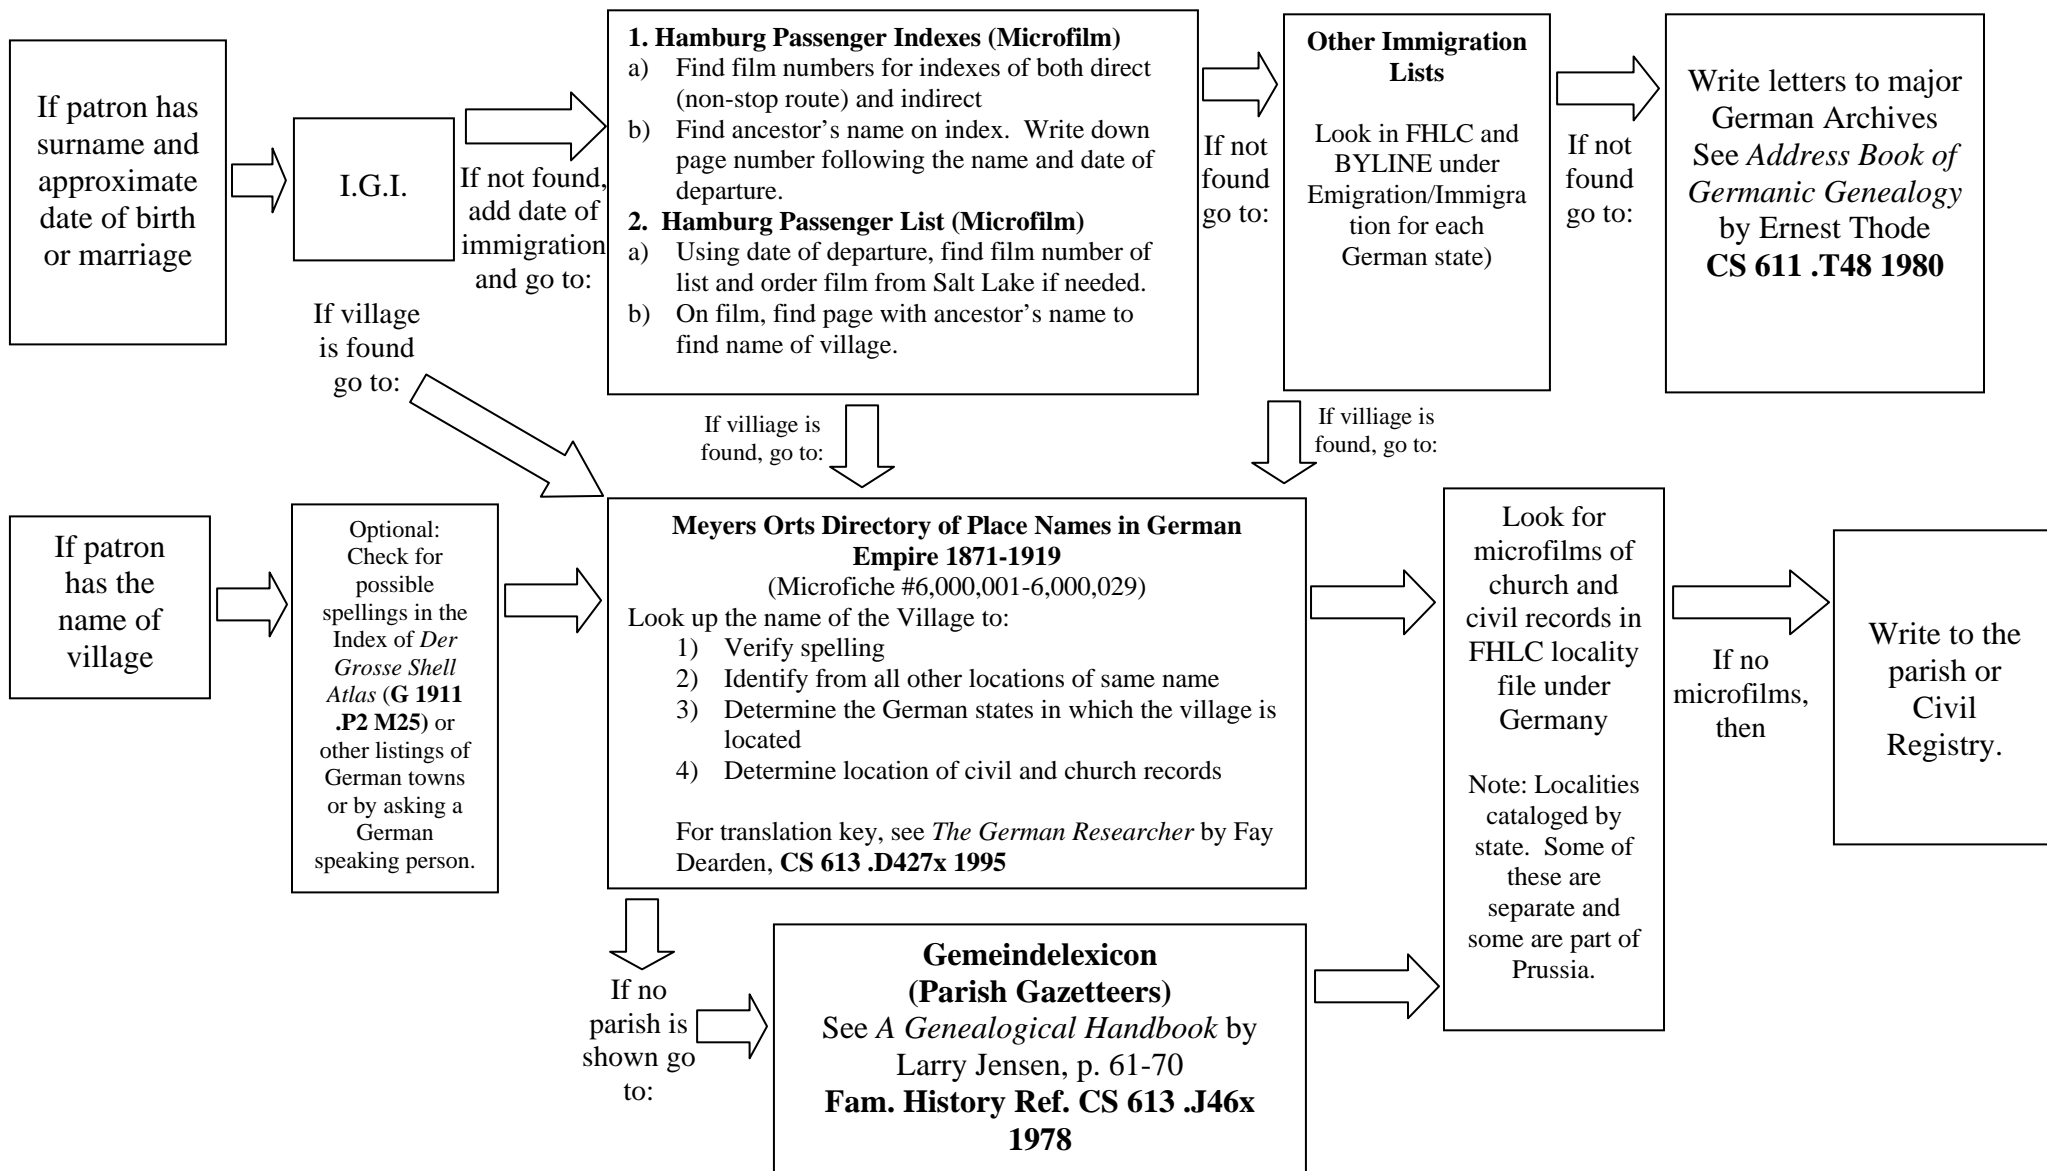 If patron has
surname and
approximate
date of birth
or marriage
I.G.I.
If not found,
add date of
immigration
and go to:
1. Hamburg Passenger Indexes (Microfilm)
a) Find film numbers for indexes of both direct
(non-stop route) and indirect
b) Find ancestor’s name on index. Write down
page number following the name and date of
departure.
2. Hamburg Passenger List (Microfilm)
a) Using date of departure, find film number of
list and order film from Salt Lake if needed.
b) On film, find page with ancestor’s name to
find name of village.
If not
found
go to:
Other Immigration
Lists
Look in FHLC and
BYLINE under
Emigration/Immigra
tion for each
German state)
If not
found
go to:
Write letters to major
German Archives
See Address Book of
Germanic Genealogy
by Ernest Thode
CS 611 .T48 1980
If village
is found
go to:
If villiage is
found, go to:
If villiage is
found, go to:
If patron
has the
name of
village
Optional:
Check for
possible
spellings in the
Index of Der
Grosse Shell
Atlas (G 1911
.P2 M25) or
other listings of
German towns
or by asking a
German
speaking person.
Meyers Orts Directory of Place Names in German
Empire 1871-1919
(Microfiche #6,000,001-6,000,029)
Look up the name of the Village to:
1) Verify spelling
2) Identify from all other locations of same name
3) Determine the German states in which the village is
located
4) Determine location of civil and church records
For translation key, see The German Researcher by Fay
Dearden, CS 613 .D427x 1995
Look for
microfilms of
church and
civil records in
FHLC locality
file under
Germany
Note: Localities
cataloged by
state. Some of
these are
separate and
some are part of
Prussia.
If no
microfilms,
then
Write to the
parish or
Civil
Registry.
If no
parish is
shown go
to:
Gemeindelexicon
(Parish Gazetteers)
See A Genealogical Handbook by
Larry Jensen, p. 61-70
Fam. History Ref. CS 613 .J46x
1978